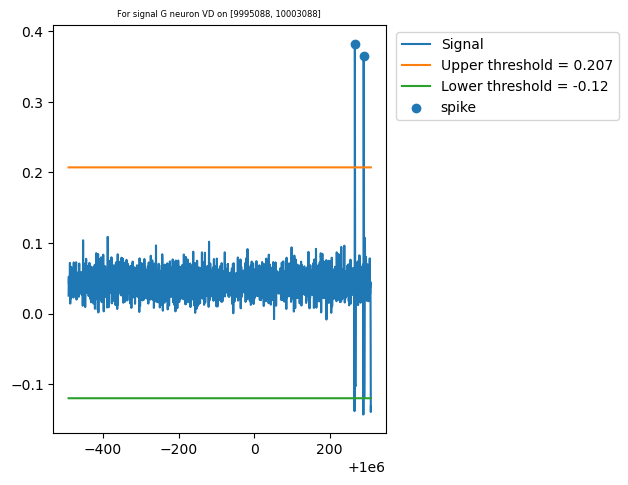 For signal G neuron VD on [9995088, 10003088]
0.4
0.3
0.2
0.1
0.0
−0.1
−400
−200
0
200
+1e6
Signal
Upper threshold = 0.207
Lower threshold = -0.12
spike